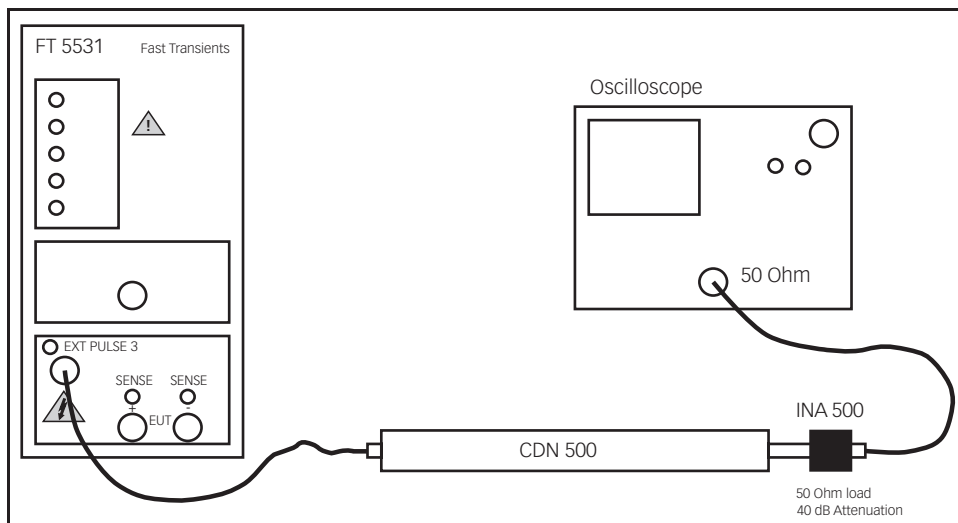 FT 5531
Fast Transients
!
Oscilloscope
50 Ohm
EXT PULSE 3
SENSE SENSE
+ -
EUT
CDN 500
INA 500
50 Ohm load
40 dB Attenuation